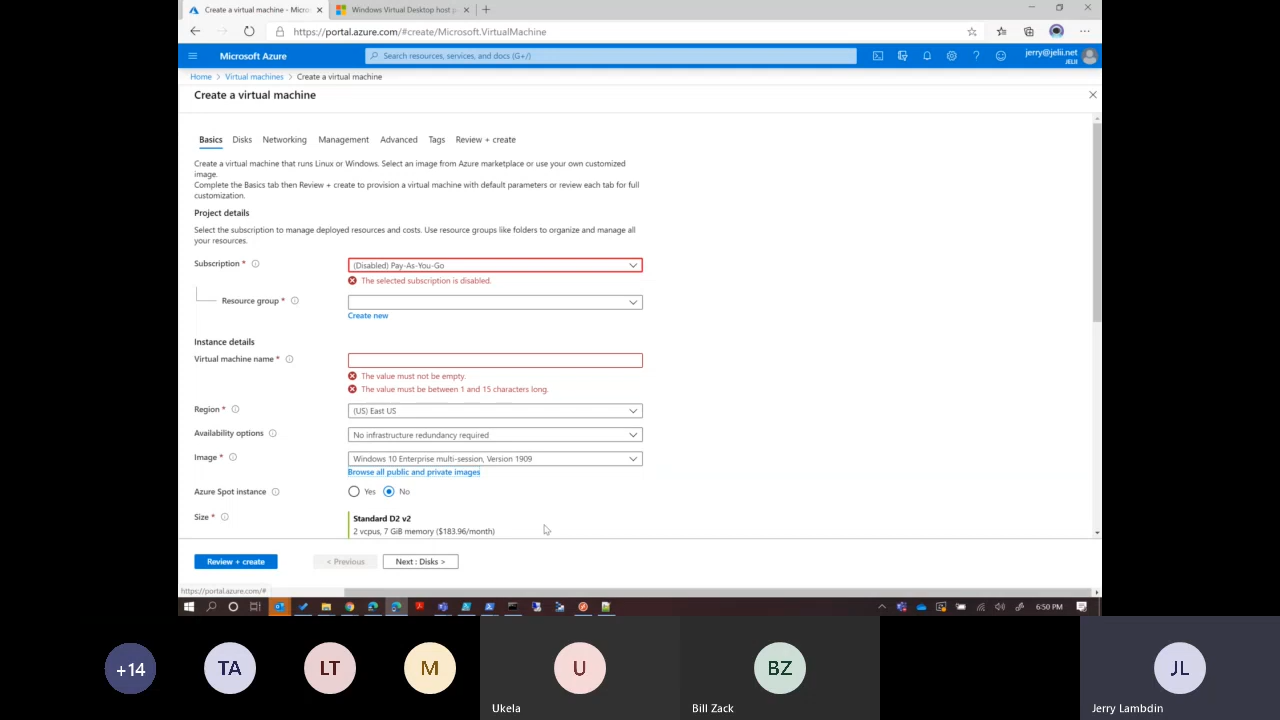 Create a virtual machine - Micros
Windows Virtual Desktop host p
https://portal.azure.com/#create/Microsoft.VirtualMachine
Microsoft Azure
Search resources, services, and docs (G+/)
jerry@jelii.net
JELII
Home > Virtual machines > Create a virtual machine
Create a virtual machine
Basics Disks Networking Management Advanced Tags Review + create
Create a virtual machine that runs Linux or Windows. Select an image from Azure marketplace or use your own customized
image.
Complete the Basics tab then Review + create to provision a virtual machine with default parameters or review each tab for full
customization.
Project details
Select the subscription to manage deployed resources and costs. Use resource groups like folders to organize and manage all
your resources.
Subscription *
(Disabled) Pay-As-You-Go
The selected subscription is disabled.
Resource group *
Create new
Instance details
Virtual machine name *
The value must not be empty.
The value must be between 1 and 15 characters long.
Region *
(US) East US
Availability options
No infrastructure redundancy required
Image *
Windows 10 Enterprise multi-session, Version 1909
Browse all public and private images
Azure Spot instance
Yes No
Size *
Standard D2 v2
2 vcpus, 7 GiB memory ($183.96/month)
Review + create
< Previous
Next : Disks >
https://portal.azure.com/#
6:50 PM
+14
TA
LT
M
U
BZ
JL
Ukela
Bill Zack
Jerry Lambdin